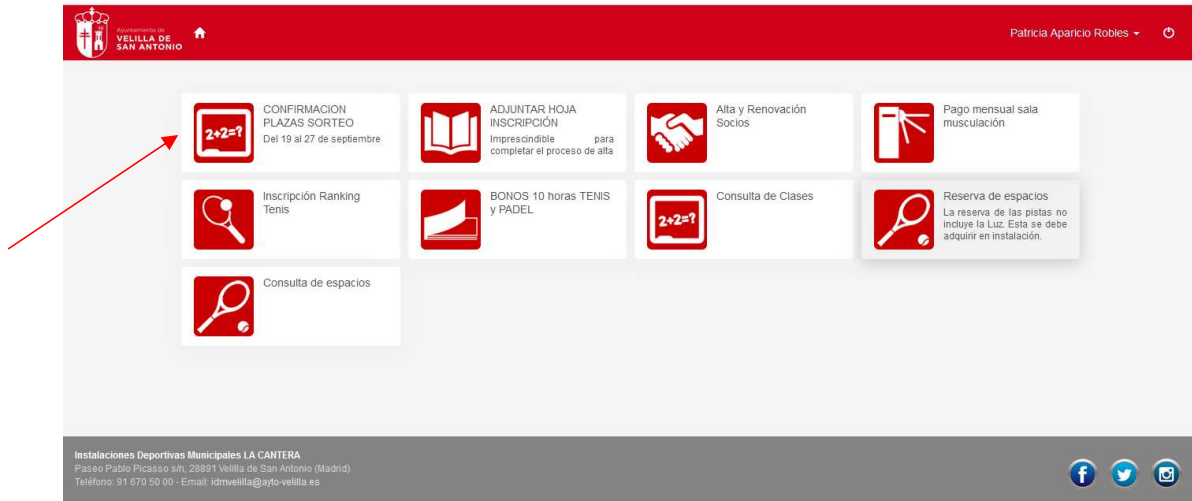 Ayuntamiento de
VELILLA DE
SAN ANTONIO
Patricia Aparicio Robles
CONFIRMACION
PLAZAS SORTEO
Del 19 al 27 de septiembre
2+2=?
ADJUNTAR HOJA
INSCRIPCIÓN
Imprescindible para
completar el proceso de alta
Alta y Renovación
Socios
Pago mensual sala
musculación
Inscripción Ranking
Tenis
BONOS 10 horas TENIS
y PADEL
Consulta de Clases
2+2=?
Reserva de espacios
La reserva de las pistas no
incluye la Luz. Esta se debe
adquirir en instalación.
Consulta de espacios
Instalaciones Deportivas Municipales LA CANTERA
Paseo Pablo Picasso s/n, 28891 Velilla de San Antonio (Madrid)
Teléfono: 91 670 50 00 - Email: idmvelilla@ayto-velilla.es